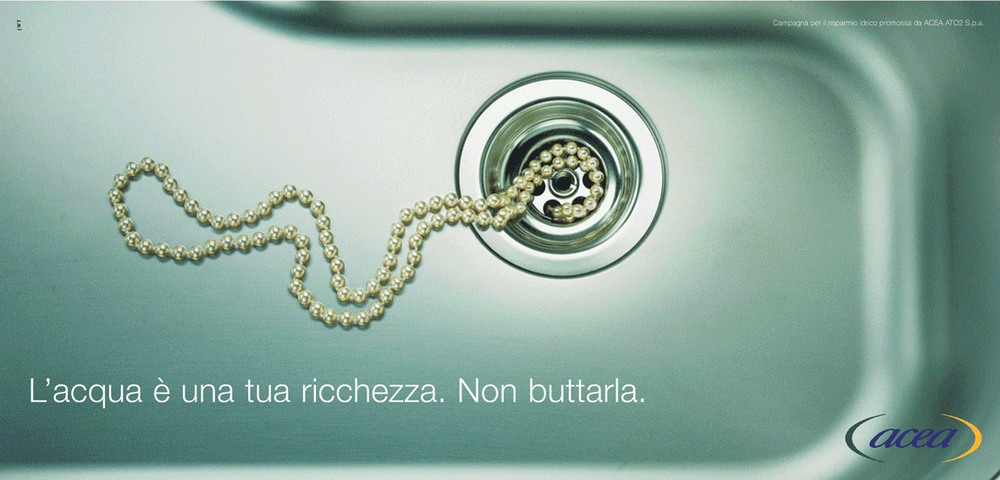 Campagna per il risparmio idrico promossa da ACEA ATO2 S.p.a.
L’acqua è una tua ricchezza. Non buttarla.
acea